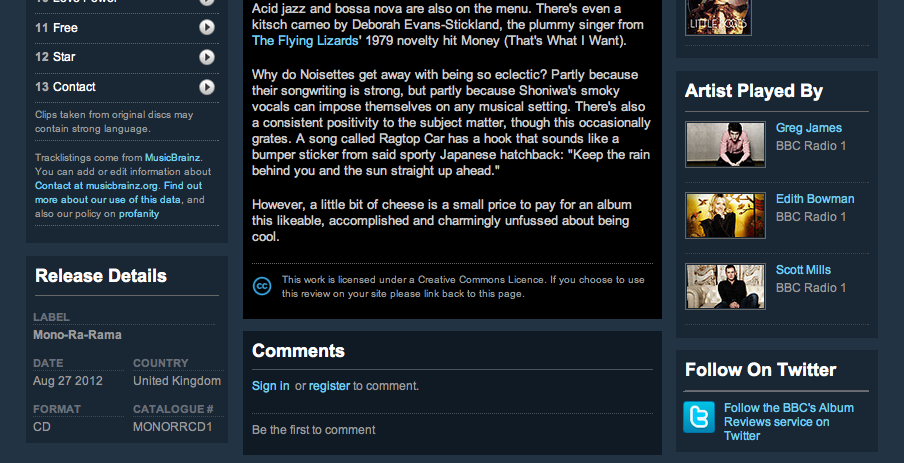 10 Love Power
11 Free
12 Star
13 Contact
Clips taken from original discs may
contain strong language.
Tracklistings come from MusicBrainz.
You can add or edit information about
Contact at musicbrainz.org. Find out
more about our use of this data, and
also our policy on profanity
Release Details
LABEL
Mono-Ra-Rama
DATE COUNTRY
Aug 27 2012 United Kingdom
FORMAT CATALOGUE #
CD MONORRCD1
Acid jazz and bossa nova are also on the menu. There's even a
kitsch cameo by Deborah Evans-Stickland, the plummy singer from
The Flying Lizards' 1979 novelty hit Money (That's What I Want).
Why do Noisettes get away with being so eclectic? Partly because
their songwriting is strong, but partly because Shoniwa's smoky
vocals can impose themselves on any musical setting. There's also
a consistent positivity to the subject matter, though this occasionally
grates. A song called Ragtop Car has a hook that sounds like a
bumper sticker from said sporty Japanese hatchback: "Keep the rain
behind you and the sun straight up ahead."
However, a little bit of cheese is a small price to pay for an album
this likeable, accomplished and charmingly unfussed about being
cool.
cc
This work is licensed under a Creative Commons Licence. If you choose to use
this review on your site please link back to this page.
Comments
Sign in or register to comment.
Be the first to comment
Artist Played By
Greg James
BBC Radio 1
Edith Bowman
BBC Radio 1
Scott Mills
BBC Radio 1
Follow On Twitter
t
Follow the BBC's Album
Reviews service on
Twitter